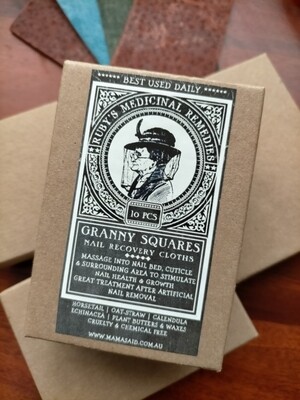 BEST USED DAILY
RUBY'S MEDICINAL REMEDIES
10 PCS
GRANNY SQUARES
NAIL RECOVERY CLOTHS
MASSAGE INTO NAIL BED, CUTICLE
& SURROUNDING AREA TO STIMULATE
NAIL HEALTH & GROWTH
GREAT TREATMENT AFTER ARTIFICIAL
NAIL REMOVAL
HORSETAIL | OAT-STRAW | CALENDULA
ECHINACEA | PLANT BUTTERS & WAXES
CRUELTY & CHEMICAL FREE
WWW.MAMASAID.COM.AU